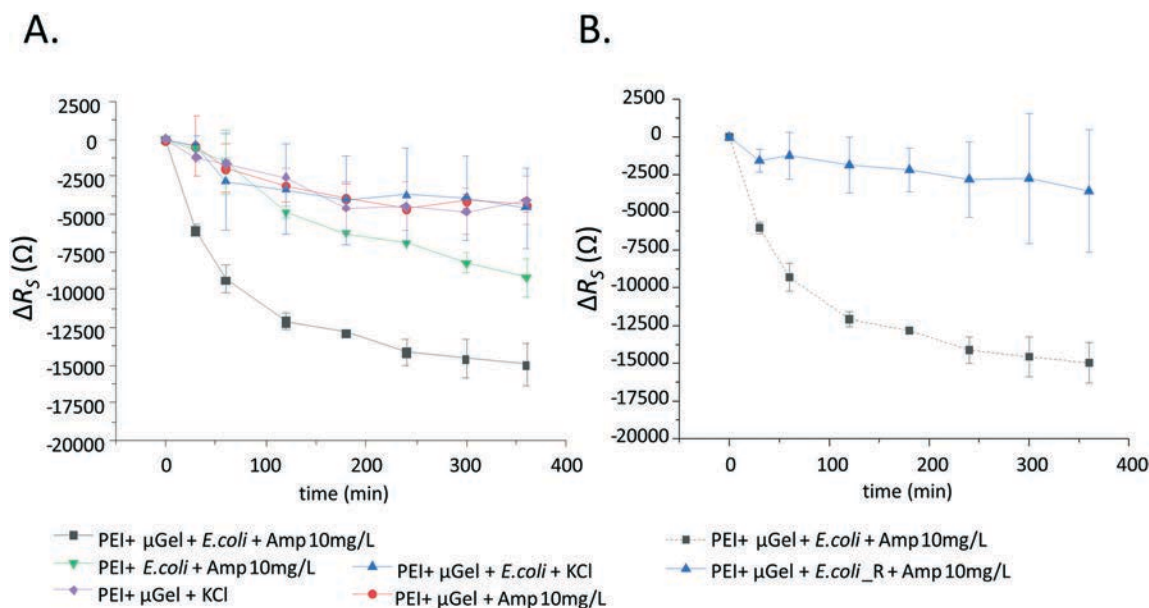 A.
B.
2500
0
-2500
-5000
-7500
-10000
-12500
-15000
-17500
-20000
ΔRS (Ω)
0 100 200 300 400
time (min)
2500
0
-2500
-5000
-7500
-10000
-12500
-15000
-17500
-20000
ΔRS (Ω)
0 100 200 300 400
time (min)
PEI+ μGel + E.coli + Amp 10mg/L
PEI+ E.coli + Amp 10mg/L
PEI+ μGel + E.coli + KCl
PEI+ μGel + KCl
PEI+ μGel + Amp 10mg/L
PEI+ μGel + E.coli + Amp 10mg/L
PEI+ μGel + E.coli_R + Amp 10mg/L